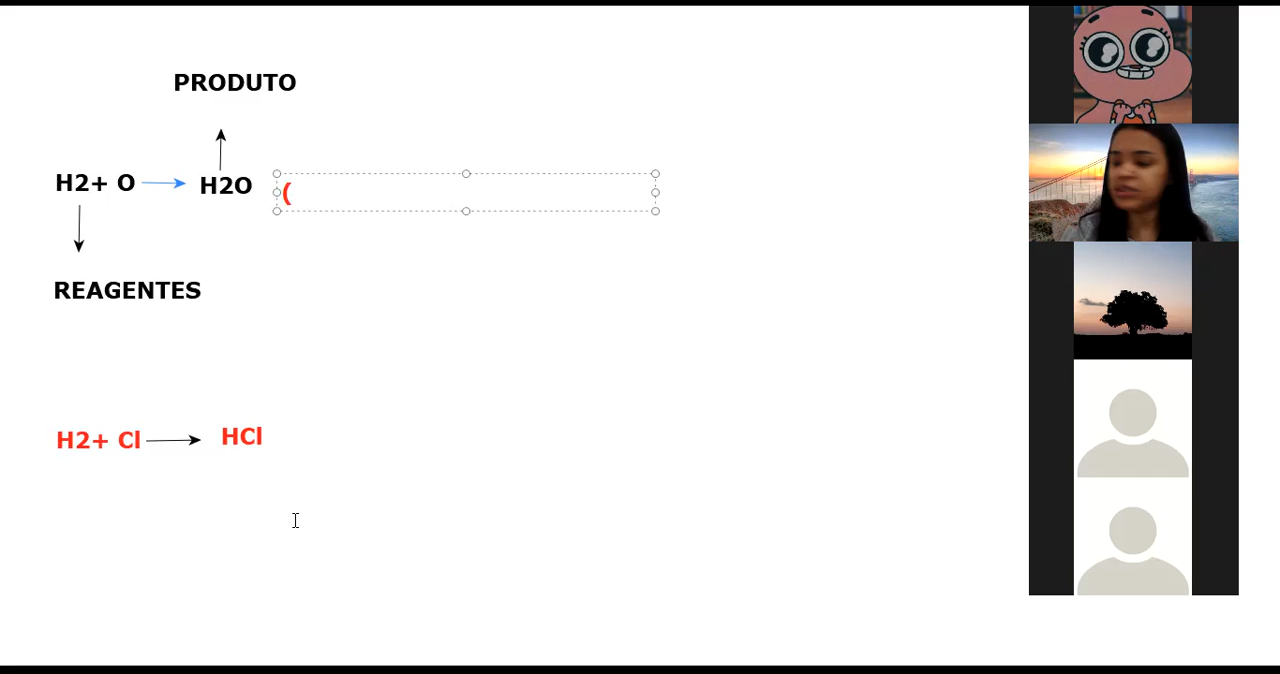 PRODUTO
H2+ O
H2O
(
REAGENTES
H2+ Cl
HCl